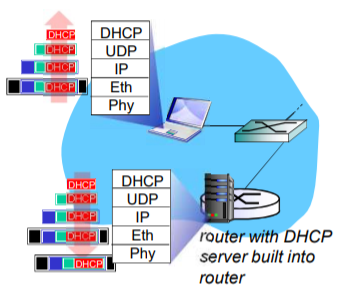 DHCP
DHCP
DHCP
DHCP
DHCP
UDP
IP
Eth
Phy
DHCP
DHCP
DHCP
DHCP
DHCP
DHCP
UDP
IP
Eth
Phy
router with DHCP
server built into
router